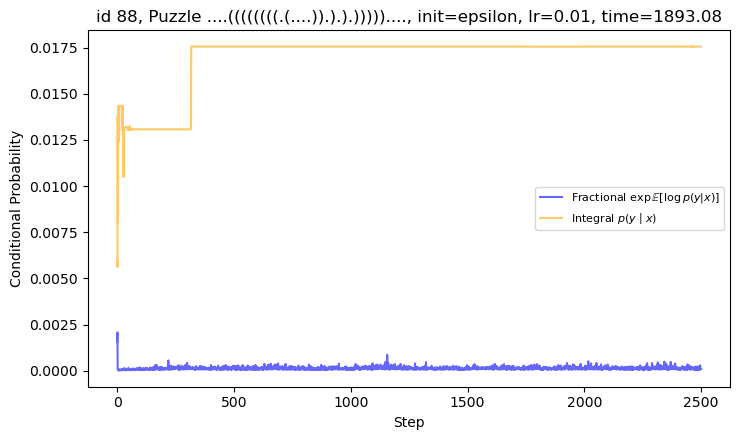 id 88, Puzzle ....((((((((.(....)).).).)))))...., init=epsilon, lr=0.01, time=1893.08
Conditional Probability
0.0175
0.0150
0.0125
0.0100
0.0075
0.0050
0.0025
0.0000
Fractional exp𝔼[log p(y|x)]
Integral p(y | x)
0 500 1000 1500 2000 2500
Step